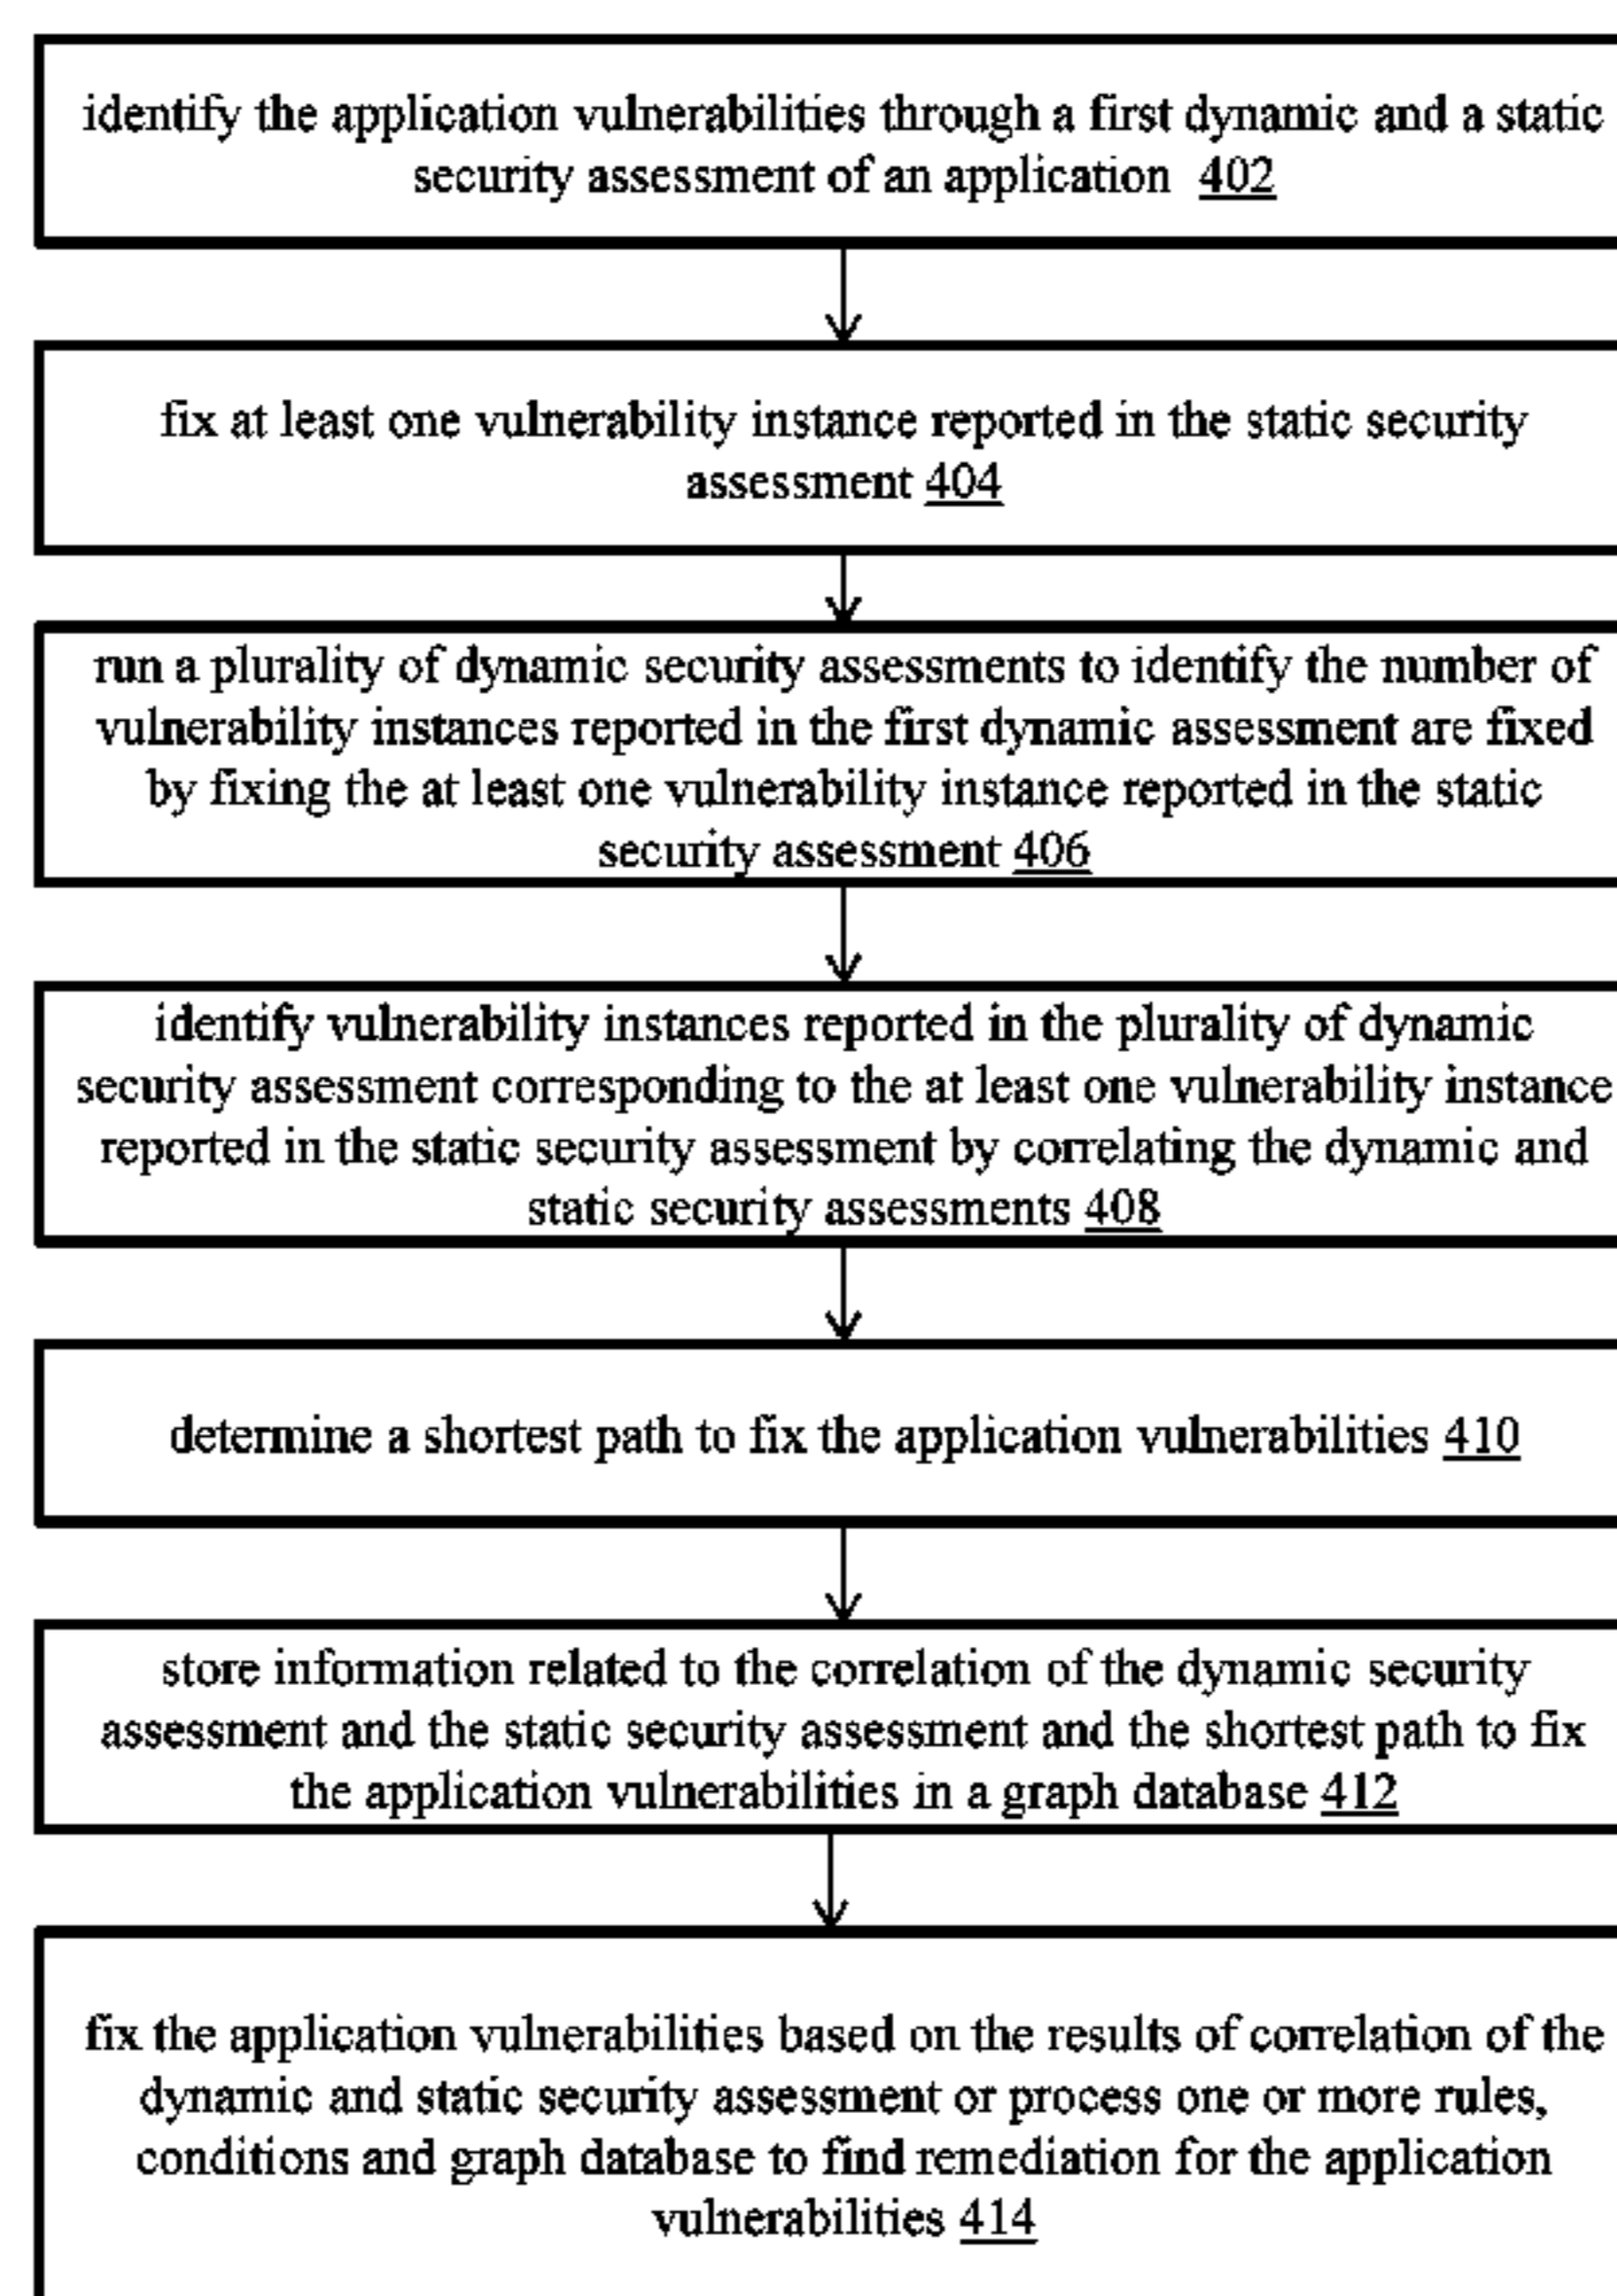 identify the application vulnerabilities through a first dynamic and a static
security assessment of an application 402
fix at least one vulnerability instance reported in the static security
assessment 404
run a plurality of dynamic security assessments to identify the number of
vulnerability instances reported in the first dynamic assessment are fixed
by fixing the at least one vulnerability instance reported in the static
security assessment 406
identify vulnerability instances reported in the plurality of dynamic
security assessment corresponding to the at least one vulnerability instance
reported in the static security assessment by correlating the dynamic and
static security assessments 408
determine a shortest path to fix the application vulnerabilities 410
store information related to the correlation of the dynamic security
assessment and the static security assessment and the shortest path to fix
the application vulnerabilities in a graph database 412
fix the application vulnerabilities based on the results of correlation of the
dynamic and static security assessment or process one or more rules,
conditions and graph database to find remediation for the application
vulnerabilities 414